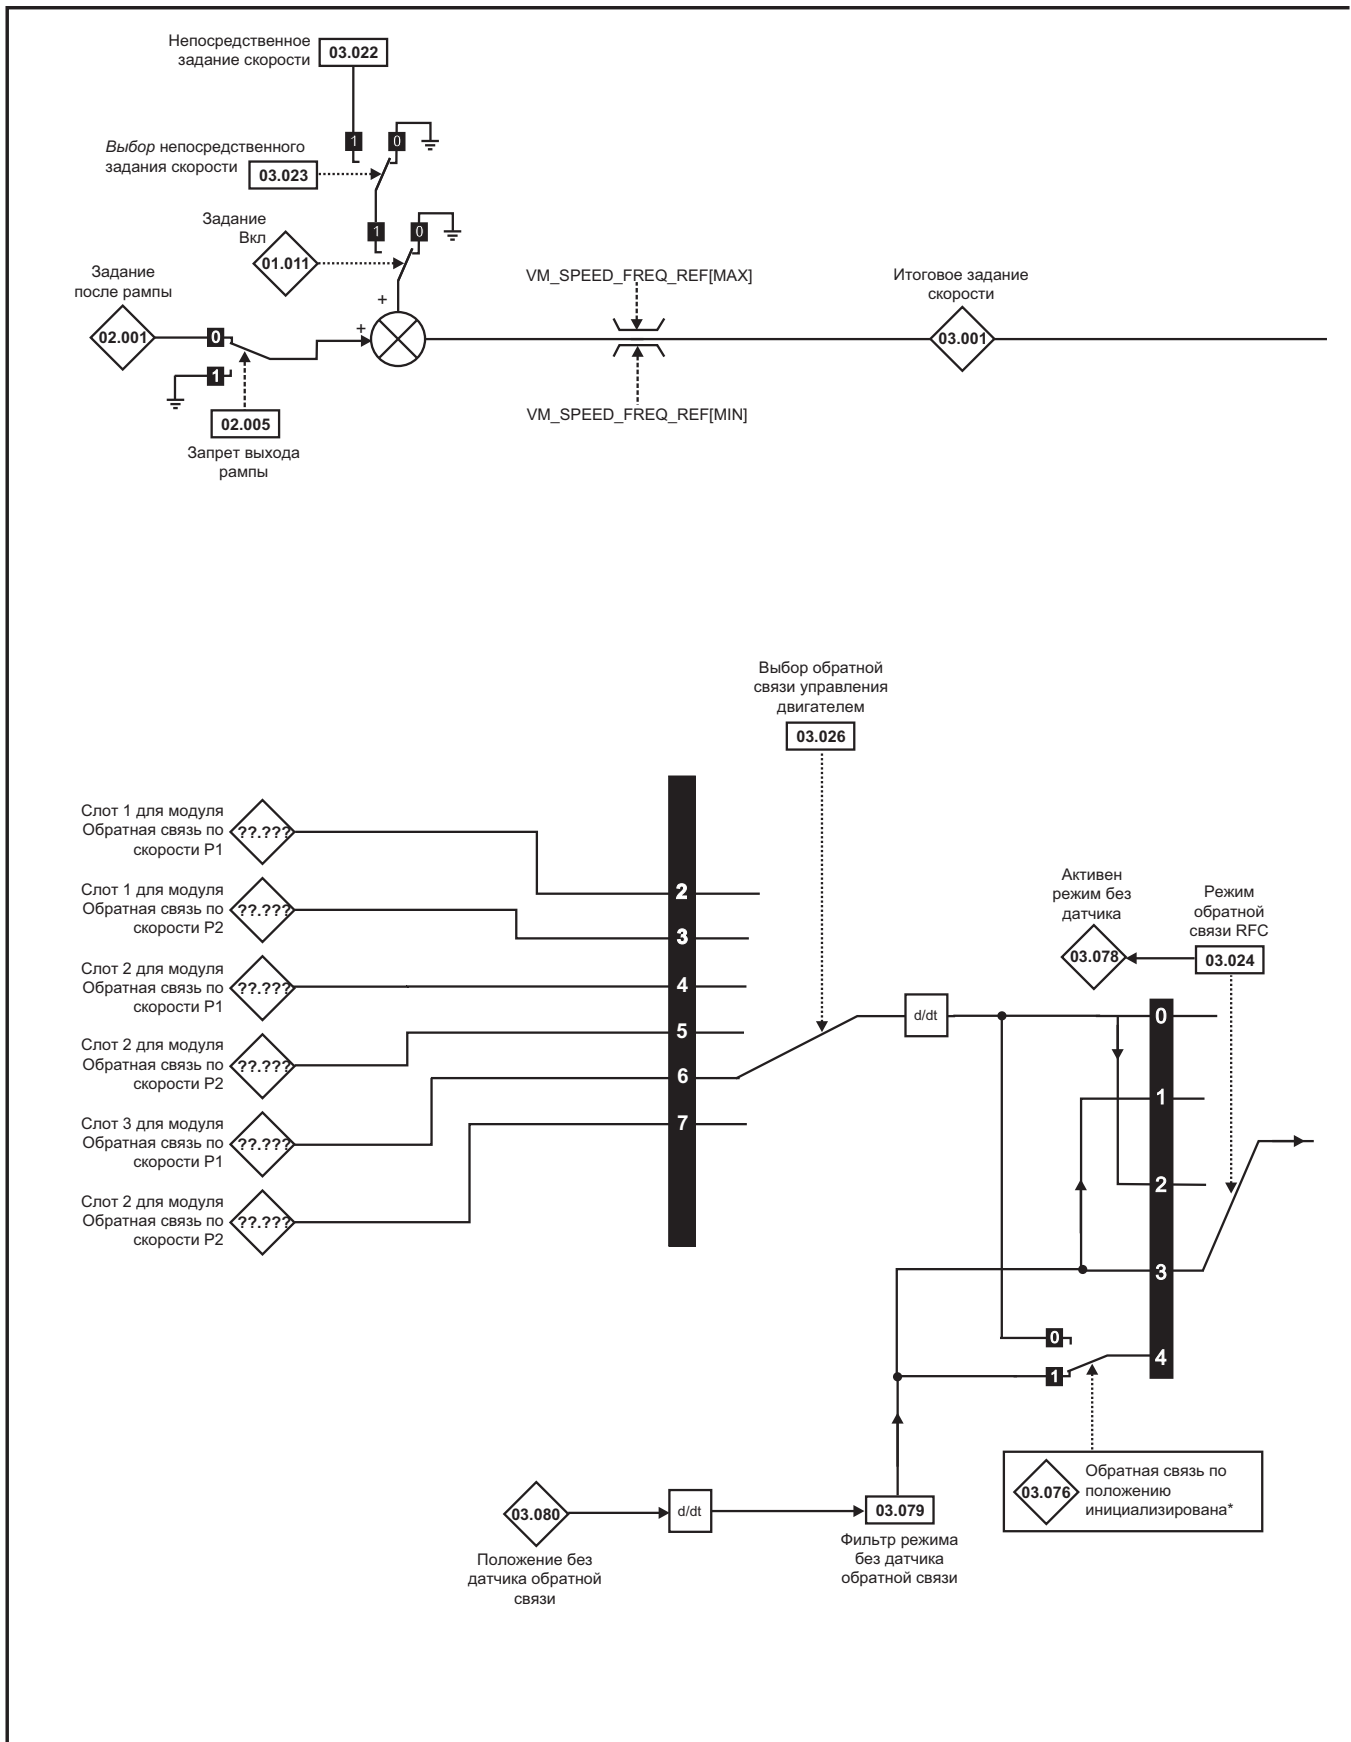 Непосредственное
задание скорости
03.022
1
0
Выбор непосредственного
задания скорости
03.023
Задание
Вкл
1
0
01.011
VM_SPEED_FREQ_REF[MAX]
Итоговое задание
скорости
Задание
после рампы
+
+
02.001
0
03.001
1
02.005
VM_SPEED_FREQ_REF[MIN]
Запрет выхода
рампы
Выбор обратной
связи управления
двигателем
03.026
Слот 1 для модуля
Обратная связь по
скорости P1
??.???
2
Слот 1 для модуля
Обратная связь по
скорости P2
??.???
3
Слот 2 для модуля
Обратная связь по
скорости P1
??.???
4
Слот 2 для модуля
Обратная связь по
скорости P2
??.???
5
Слот 3 для модуля
Обратная связь по
скорости P1
??.???
6
Слот 2 для модуля
Обратная связь по
скорости P2
??.???
7
Активен
режим без
датчика
03.078
Режим
обратной
связи RFC
03.024
d/dt
0
1
2
3
4
0
1
03.076
Обратная связь по
положению
инициализирована*
03.080
d/dt
03.079
Положение без
датчика обратной
связи
Фильтр режима
без датчика
обратной связи